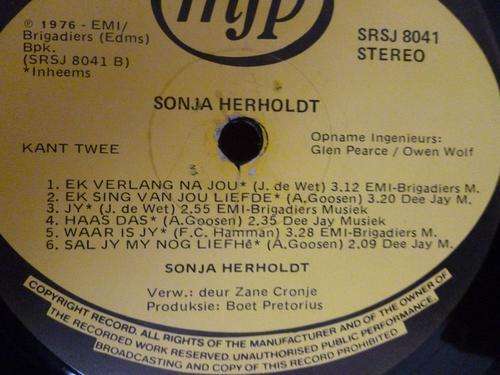 mfp
℗ 1976 - EMI/
Brigadiers (Edms)
Bpk.
(SRSJ 8041 B)
*Inheems
SRSJ 8041
STEREO
SONJA HERHOLDT
KANT TWEE
Opname Ingenieurs:
Glen Pearce / Owen Wolf
1. EK VERLANG NA JOU* (J. de Wet) 3.12 EMI-Brigadiers M.
2. EK SING VAN JOU LIEFDE* (A.Goosen) 3.20 Dee Jay M.
3. JY* (J. de Wet) 2.55 EMI-Brigadiers Musiek
4. HAAS DAS* (A.Goosen) 2.35 Dee Jay Musiek
5. WAAR IS JY* (F.C. Hamman) 3.28 EMI-Brigadiers M.
6. SAL JY MY NOG LIEFHê* (A.Goosen) 2.09 Dee Jay M.
SONJA HERHOLDT
Verw.: deur Zane Cronje
Produksie: Boet Pretorius
COPYRIGHT RECORD. ALL RIGHTS OF THE MANUFACTURER AND OF THE OWNER OF
THE RECORDED WORK RESERVED UNAUTHORISED PUBLIC PERFORMANCE
BROADCASTING AND COPY OF THIS RECORD PROHIBITED